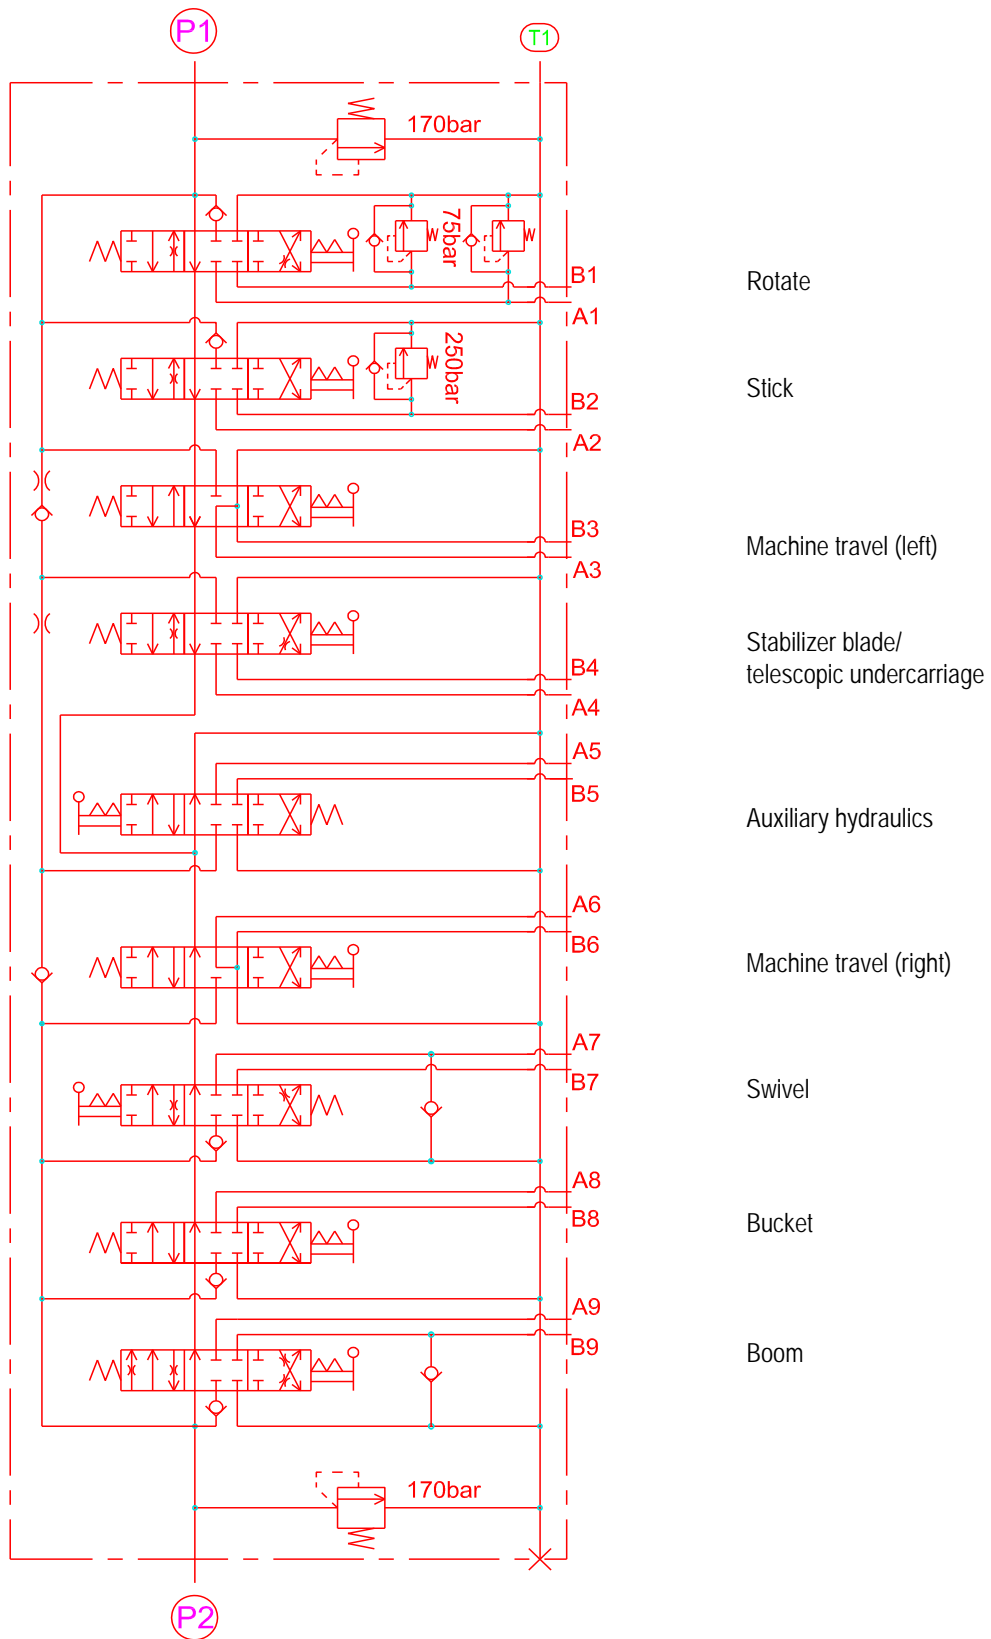 P1
T1
170bar
75bar
B1
Rotate
A1
250bar
Stick
B2
A2
B3
Machine travel (left)
A3
Stabilizer blade/
telescopic undercarriage
B4
A4
A5
B5
Auxiliary hydraulics
A6
B6
Machine travel (right)
A7
B7
Swivel
A8
B8
Bucket
A9
B9
Boom
170bar
P2